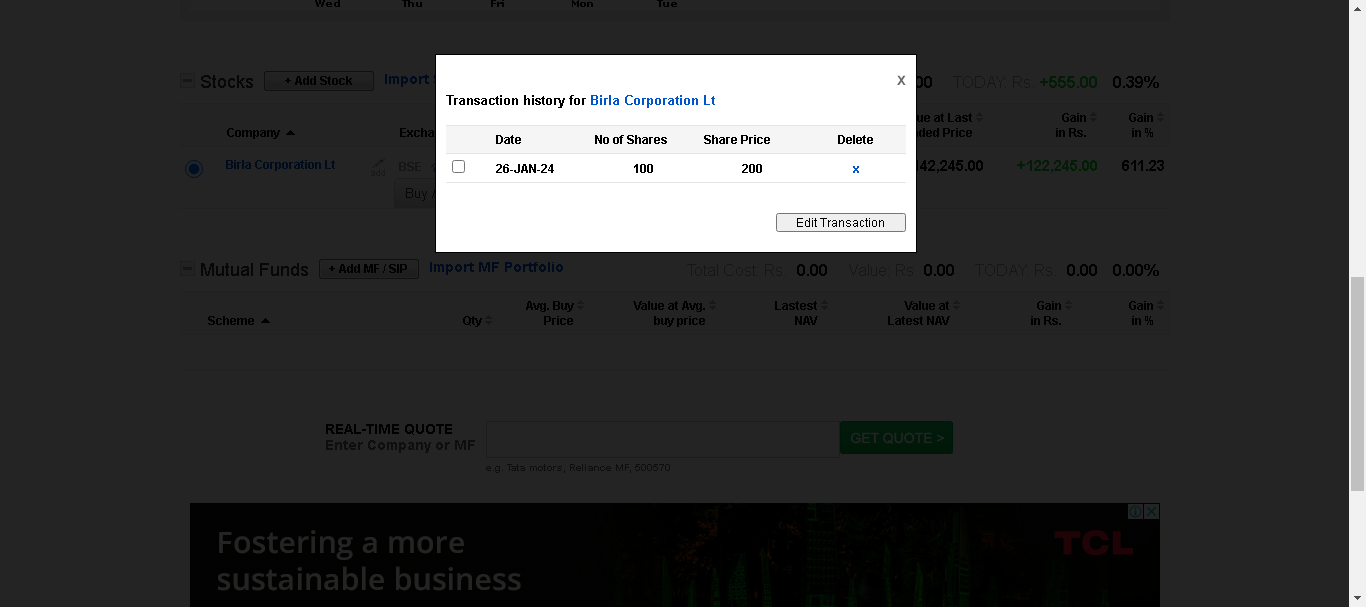 Wed Thu Fri Mon Tue
Stocks + Add Stock Import 00 TODAY: Rs +555.00 0.39%
x
Transaction history for Birla Corporation Lt
Company Excha ue at Last Gain Gain
ded Price in Rs. in %
Date No of Shares Share Price Delete
Birla Corporation Lt add BSE 42,245.00 +122,245.00 611.23
26-JAN-24 100 200 x
Buy
Edit Transaction
Mutual Funds + Add MF / SIP Import MF Portfolio Total Cost: Rs 0.00 Value: Rs 0.00 TODAY: Rs. 0.00 0.00%
Scheme Qty Avg. Buy Price Value at Avg. buy price Lastest NAV Value at Latest NAV Gain in Rs. Gain in %
REAL-TIME QUOTE
Enter Company or MF GET QUOTE >
e.g. Tata motors, Reliance MF, 500570
Fostering a more
sustainable business
TCL